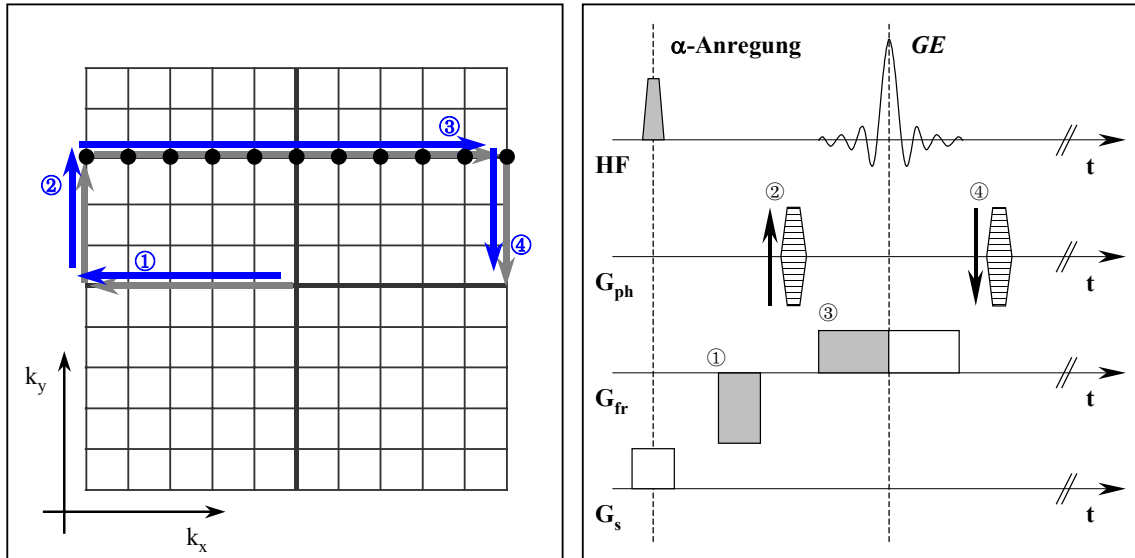 ③
②
④
①
k_y
k_x
α-Anregung
GE
HF
t
②
④
G_ph
t
③
①
G_fr
t
G_s
t